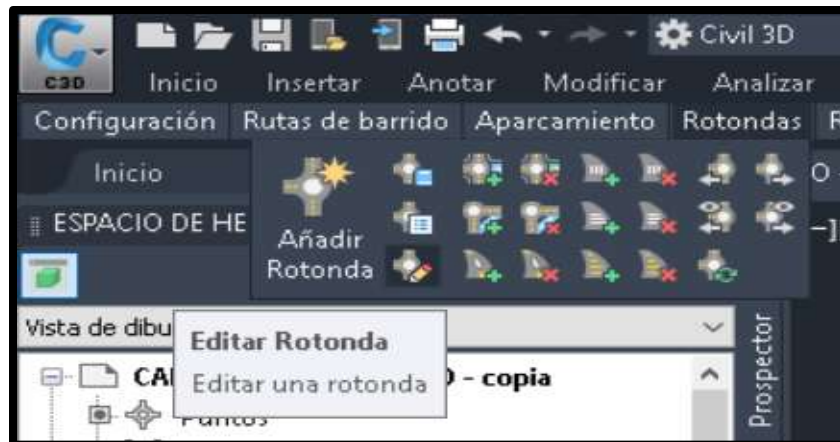 Civil 3D
C3D Inicio Insertar Anotar Modificar Analizar
Configuración Rutas de barrido Aparcamiento Rotondas
Inicio
ESPACIO DE HE
Añadir
Rotonda
Vista de dibu
Editar Rotonda
Editar una rotonda
- copia
Prospector